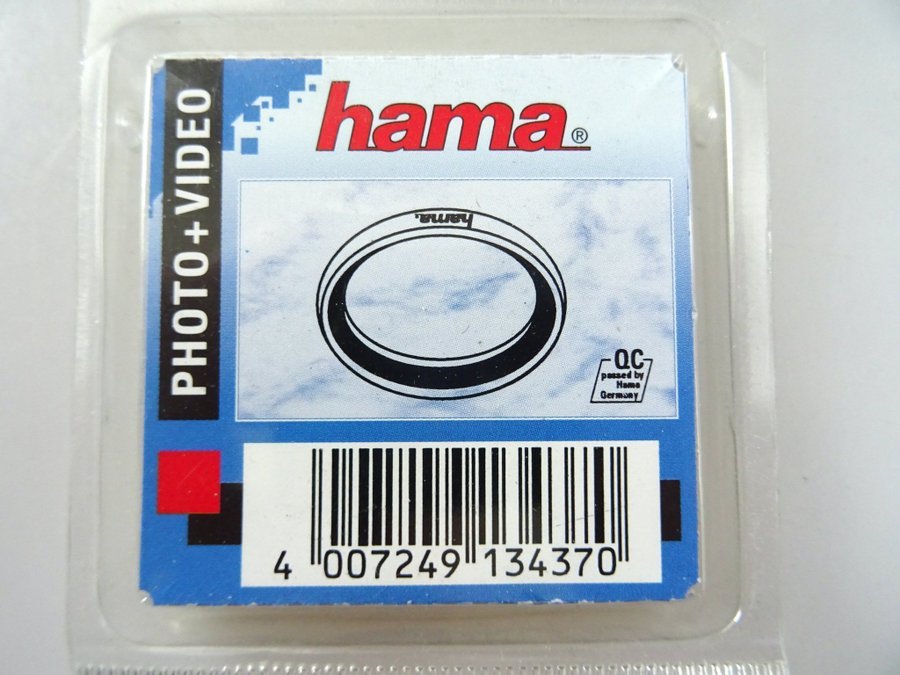 PHOTO+VIDEO
hama®
hama.
QC
passed by
Hama
Germany
4 007249 134370